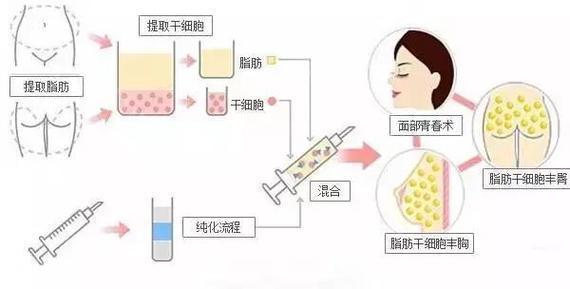 提取干细胞
提取脂肪
脂肪
干细胞
面部青春术
混合
脂肪干细胞丰臀
纯化流程
脂肪干细胞丰胸